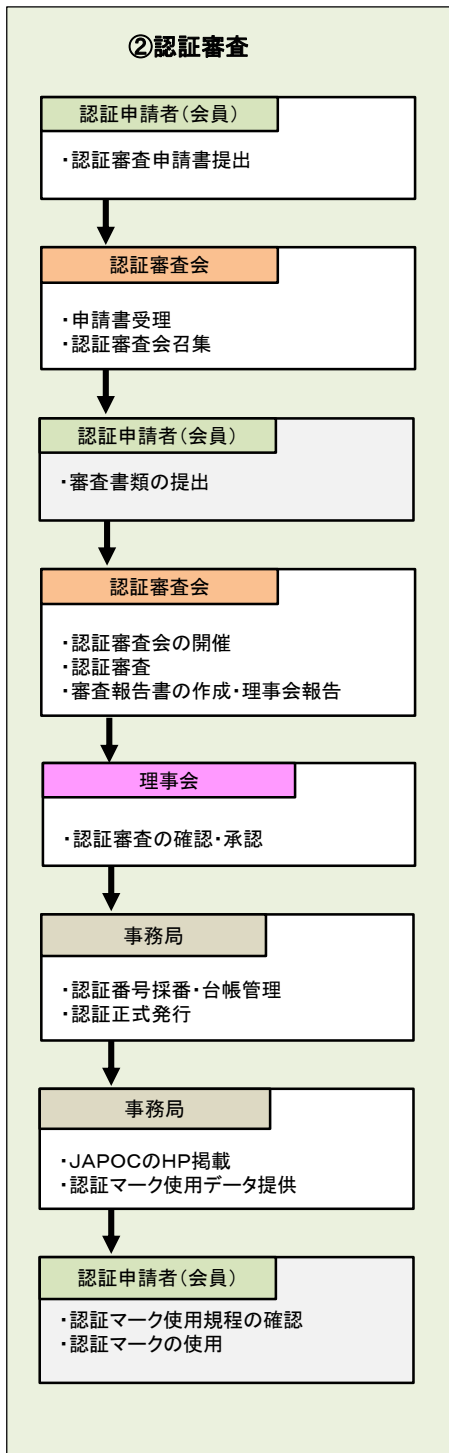 ②認証審査
認証申請者（会員）
・認証審査申請書提出
認証審査会
・申請書受理
・認証審査会召集
認証申請者（会員）
・審査書類の提出
認証審査会
・認証審査会の開催
・認証審査
・審査報告書の作成・理事会報告
理事会
・認証審査の確認・承認
事務局
・認証番号採番・台帳管理
・認証正式発行
事務局
・JAPOCのHP掲載
・認証マーク使用データ提供
認証申請者（会員）
・認証マーク使用規程の確認
・認証マークの使用